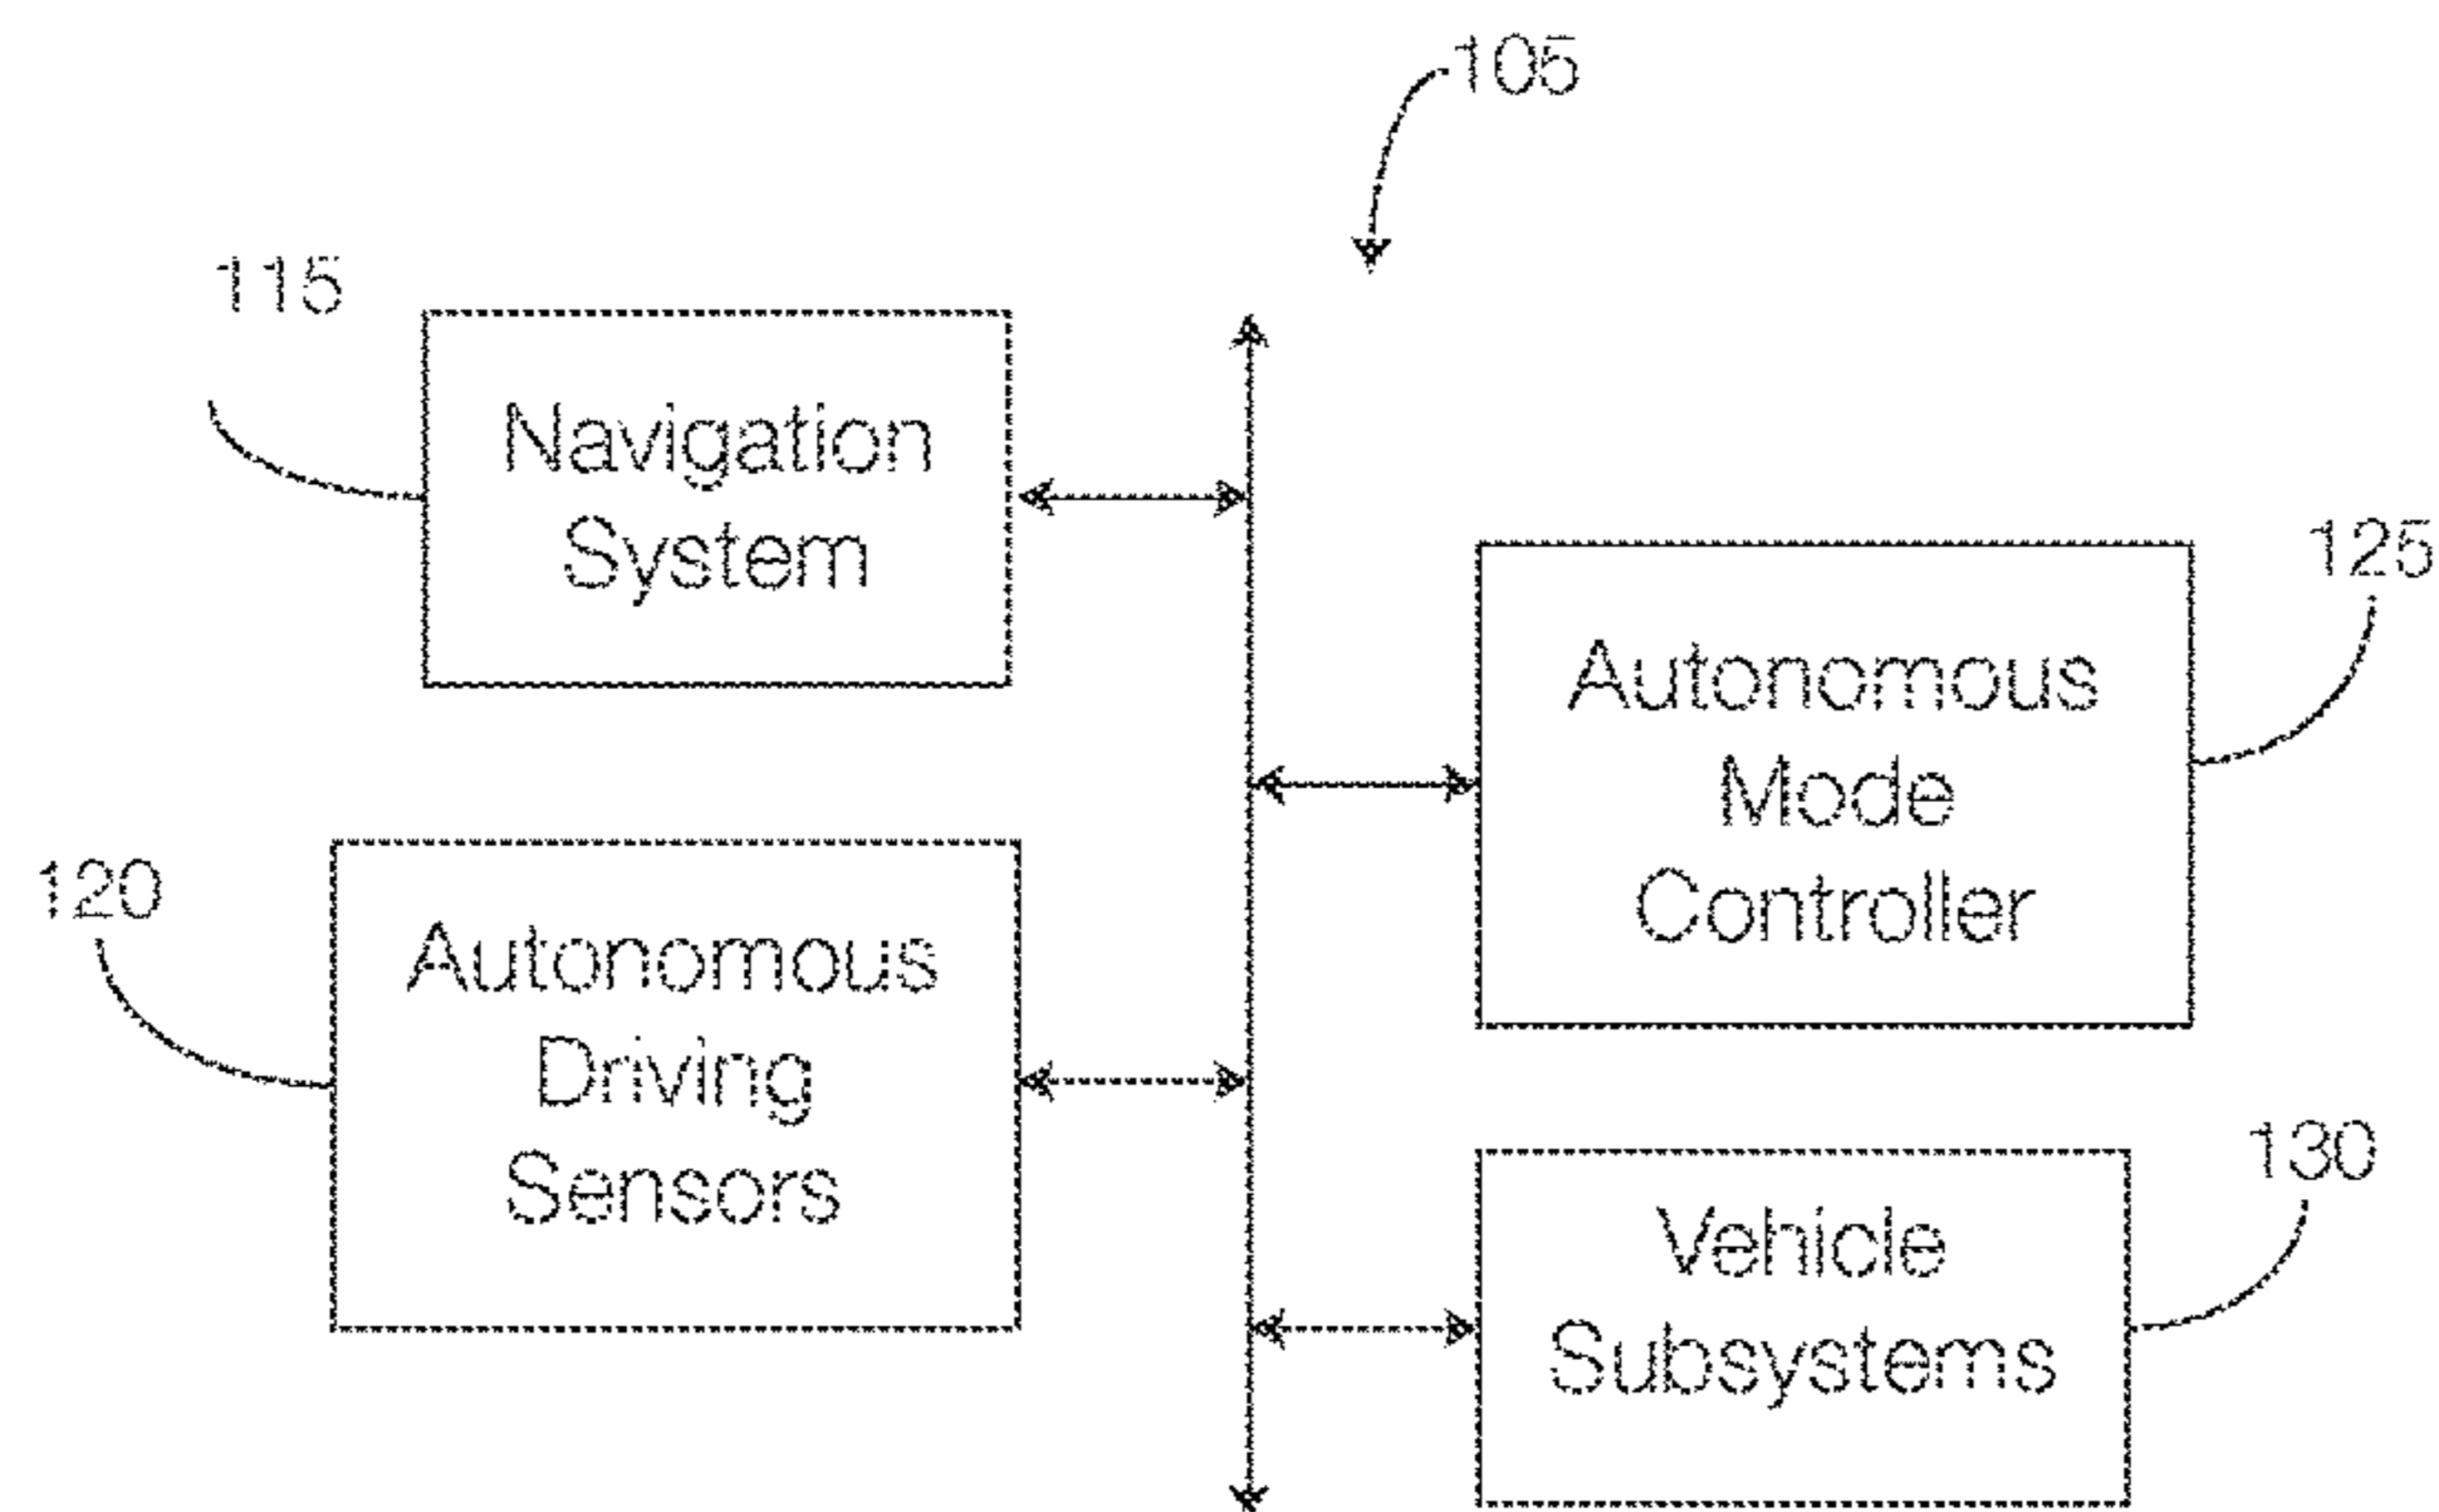 105
115
Navigation
System
125
Autonomous
Mode
Controller
120
Autonomous
Driving
Sensors
130
Vehicle
Subsystems